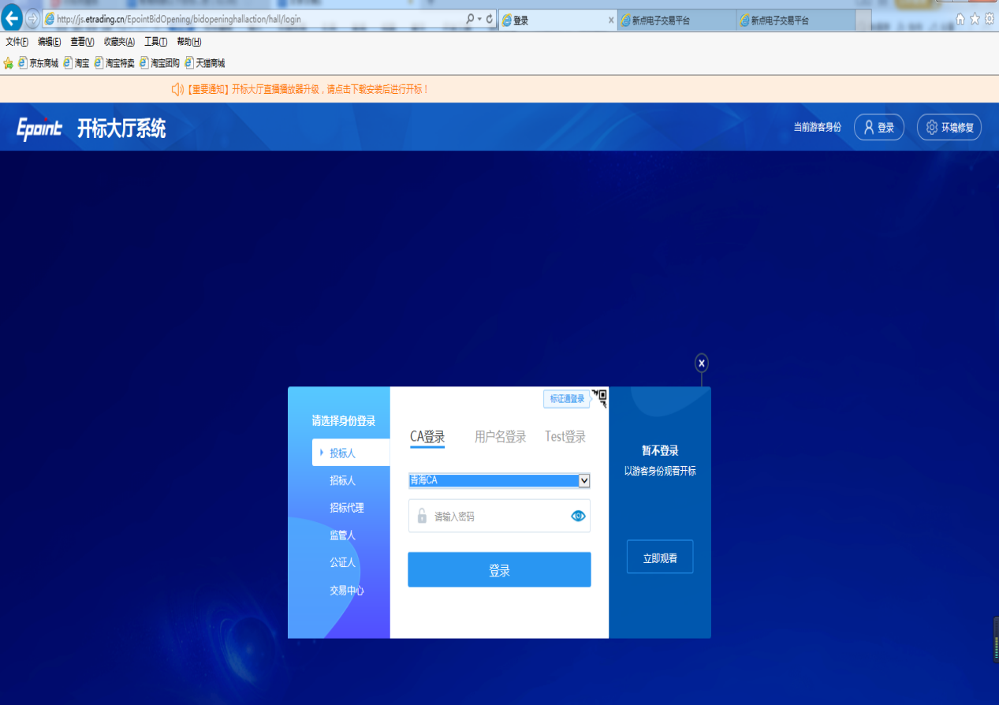 http://js.etrading.cn/EpointBidOpening/bidopeninghallaction/hall/login
登录
新点电子交易平台
新点电子交易平台
文件(F) 编辑(E) 查看(V) 收藏夹(A) 工具(T) 帮助(H)
京东商城 淘宝 淘宝特卖 淘宝团购 天猫商城
【重要通知】开标大厅直播播放器升级，请点击下载安装后进行开标！
Epoint 开标大厅系统
当前游客身份 登录 环境修复
请选择身份登录
投标人
招标人
招标代理
监管人
公证人
交易中心
标证通登录
CA登录 用户名登录 Test登录
青海CA
请输入密码
登录
暂不登录
以游客身份观看开标
立即观看